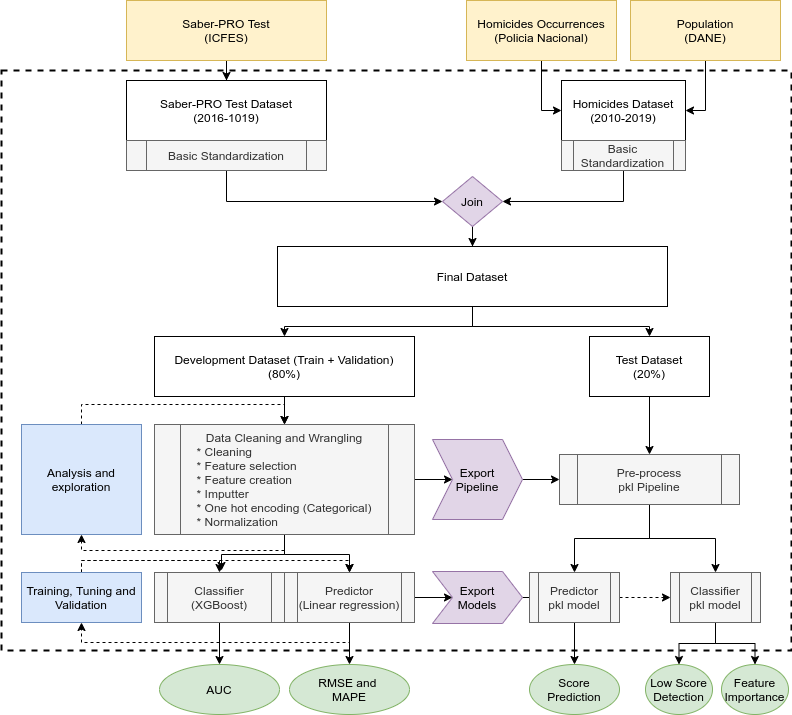 Saber-PRO Test
(ICFES)
Homicides Occurrences
(Policia Nacional)
Population
(DANE)
Saber-PRO Test Dataset
(2016-1019)
Basic Standardization
Homicides Dataset
(2010-2019)
Basic
Standardization
Join
Final Dataset
Development Dataset (Train + Validation)
(80%)
Test Dataset
(20%)
Analysis and
exploration
Data Cleaning and Wrangling
* Cleaning
* Feature selection
* Feature creation
* Imputter
* One hot encoding (Categorical)
* Normalization
Export
Pipeline
Pre-process
pkl Pipeline
Training, Tuning and
Validation
Classifier
(XGBoost)
Predictor
(Linear regression)
Export
Models
Predictor
pkl model
Classifier
pkl model
AUC
RMSE and
MAPE
Score
Prediction
Low Score
Detection
Feature
Importance